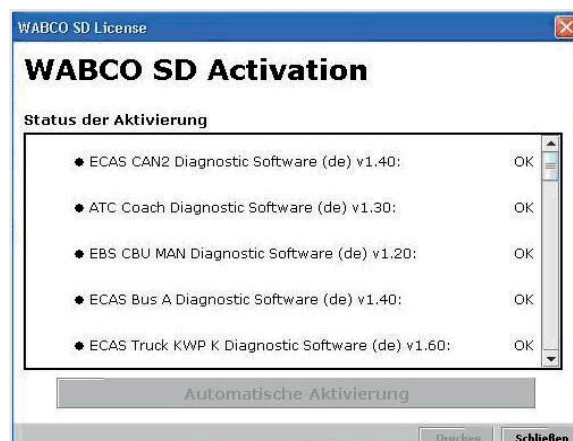 WABCO SD License
WABCO SD Activation
Status der Aktivierung
ECAS CAN2 Diagnostic Software (de) v1.40: OK
ATC Coach Diagnostic Software (de) v1.30: OK
EBS CBU MAN Diagnostic Software (de) v1.20: OK
ECAS Bus A Diagnostic Software (de) v1.40: OK
ECAS Truck KWP K Diagnostic Software (de) v1.60: OK
Automatische Aktivierung
Drucken Schließen